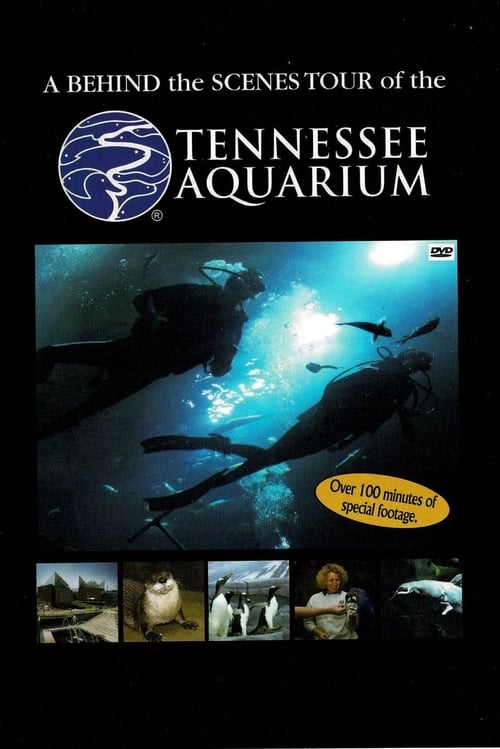 A BEHIND the SCENES TOUR of the
TENNESSEE
AQUARIUM
®
DVD
Over 100 minutes of
special footage.